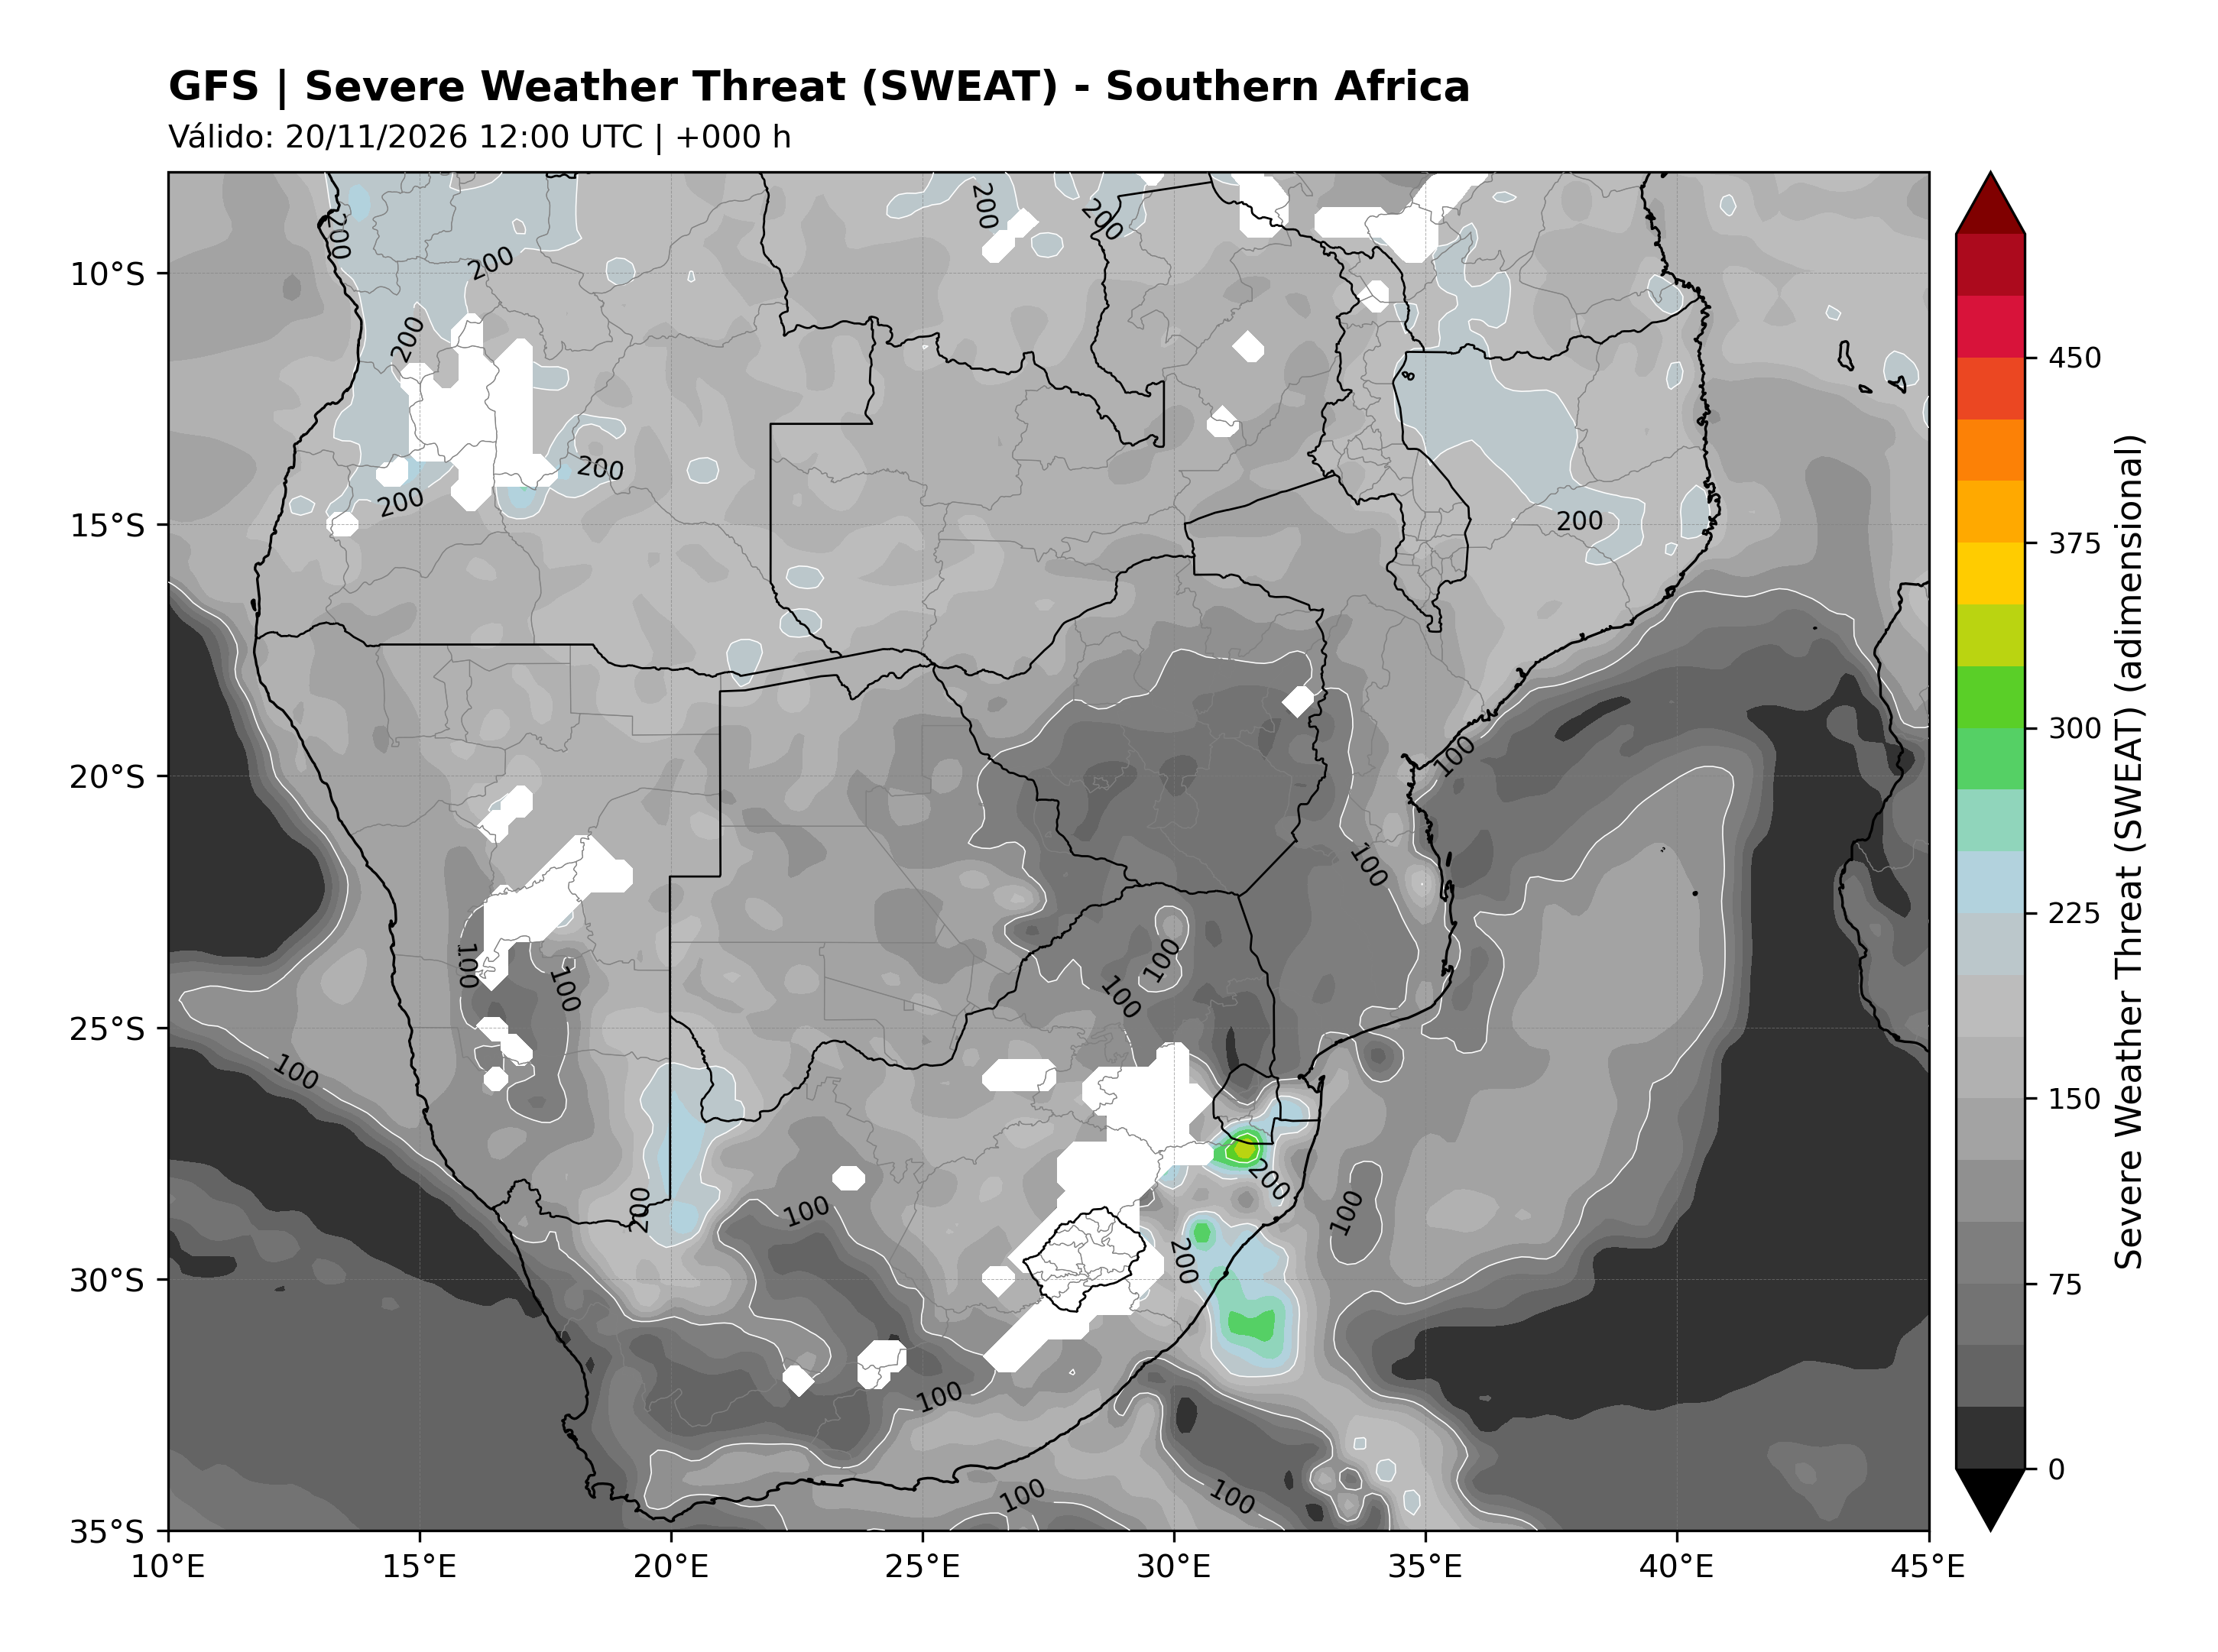 GFS | Severe Weather Threat (SWEAT) - Southern Africa
Válido: 20/11/2026 12:00 UTC | +000 h
10°S
15°S
20°S
25°S
30°S
35°S
10°E
15°E
20°E
25°E
30°E
35°E
40°E
45°E
200
200
200
200
200
200
200
200
200
200
200
100
100
100
100
100
100
100
100
100
100
100
100
450
375
300
225
150
75
0
Severe Weather Threat (SWEAT) (adimensional)